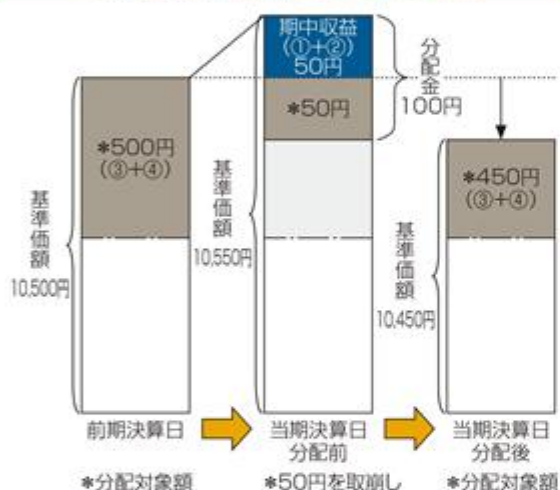 期中収益
(①+②)
50円
*50円
分配金
100円
*500円
(③+④)
*450円
(③+④)
基準価額
10,500円
基準価額
10,550円
基準価額
10,450円
前期決算日
当期決算日
分配前
当期決算日
分配後
*分配対象額
*50円を取崩し
*分配対象額